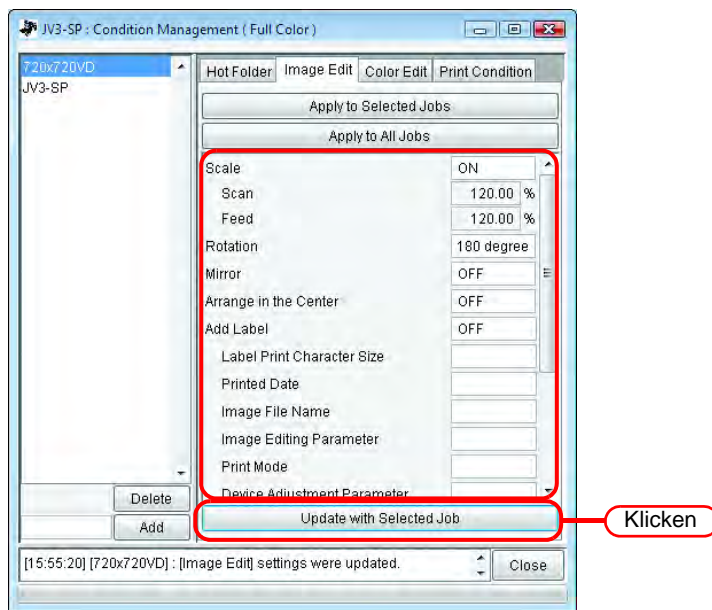 JV3-SP : Condition Management ( Full Color )
720x720VD
JV3-SP
Hot Folder Image Edit Color Edit Print Condition
Apply to Selected Jobs
Apply to All Jobs
Scale ON
Scan 120.00 %
Feed 120.00 %
Rotation 180 degree
Mirror OFF
Arrange in the Center OFF
Add Label OFF
Label Print Character Size
Printed Date
Image File Name
Image Editing Parameter
Print Mode
Device Adjustment Parameter
Delete
Update with Selected Job
Klicken
Add
[15:55:20] [720x720VD] : [Image Edit] settings were updated.
Close